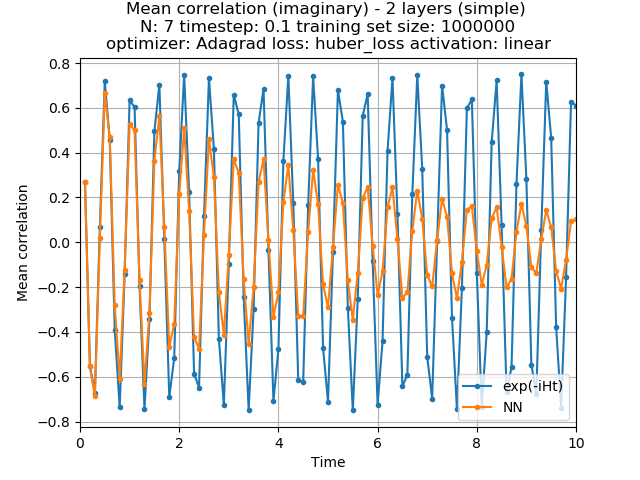 Mean correlation (imaginary) - 2 layers (simple)
N: 7 timestep: 0.1 training set size: 1000000
optimizer: Adagrad loss: huber_loss activation: linear
Mean correlation
0.8
0.6
0.4
0.2
0.0
−0.2
−0.4
−0.6
−0.8
exp(-iHt)
NN
0
2
4
6
8
10
Time